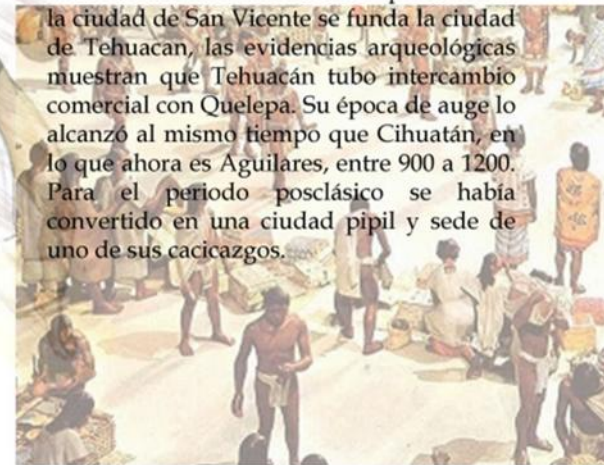 la ciudad de San Vicente se funda la ciudad
de Tehuacan, las evidencias arqueológicas
muestran que Tehuacán tubo intercambio
comercial con Quelepa. Su época de auge lo
alcanzó al mismo tiempo que Cihuatán, en
lo que ahora es Aguilares, entre 900 a 1200.
Para el periodo posclásico se había
convertido en una ciudad pipil y sede de
uno de sus cacicazgos.